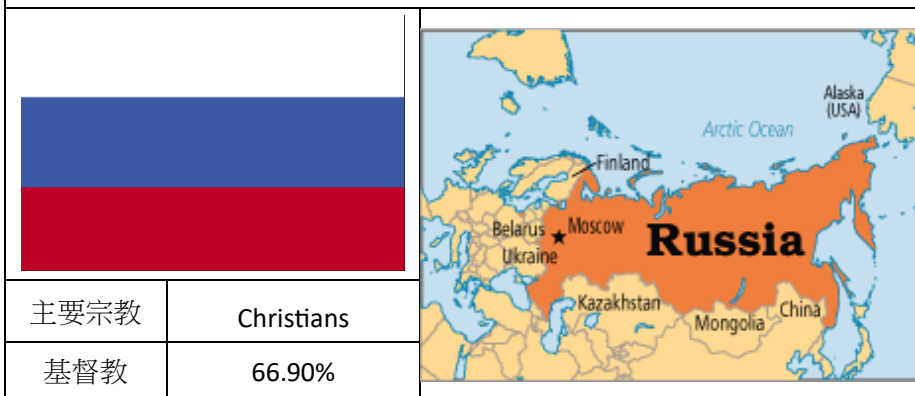 Alaska
(USA)
Arctic Ocean
Finland
Belarus
Moscow
Ukraine
Russia
Kazakhstan
Mongolia
China
主要宗教
Christians
基督教
66.90%